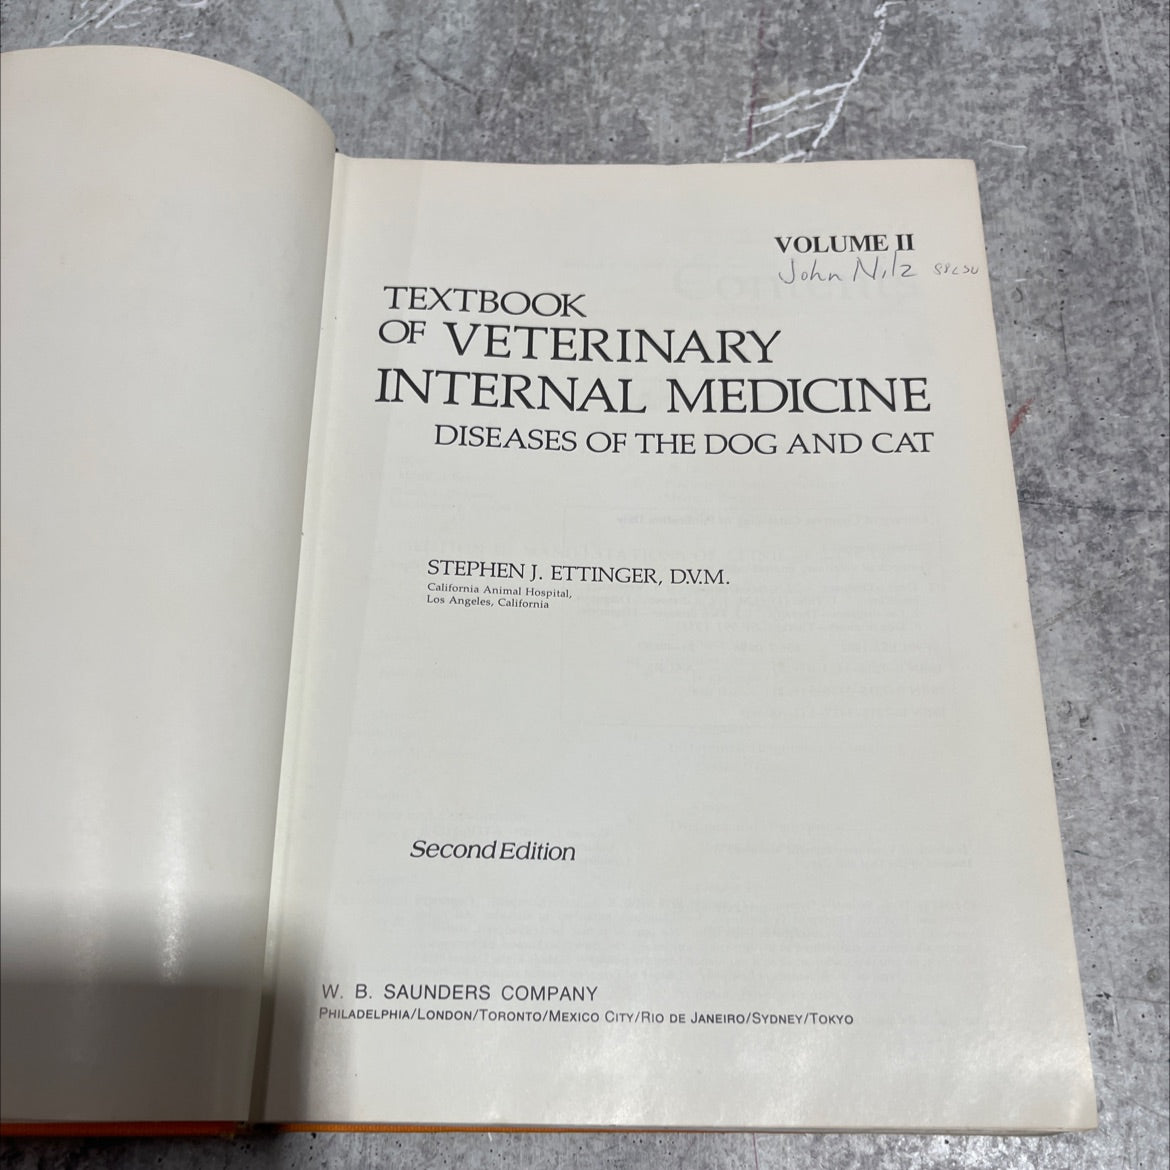 VOLUME II
John Nilz
TEXTBOOK
OF VETERINARY
INTERNAL MEDICINE
DISEASES OF THE DOG AND CAT
STEPHEN J. ETTINGER, D.V.M.
California Animal Hospital,
Los Angeles, California
Second Edition
W. B. SAUNDERS COMPANY
PHILADELPHIA/LONDON/TORONTO/MEXICO CITY/RIO DE JANEIRO/SYDNEY/TOKYO